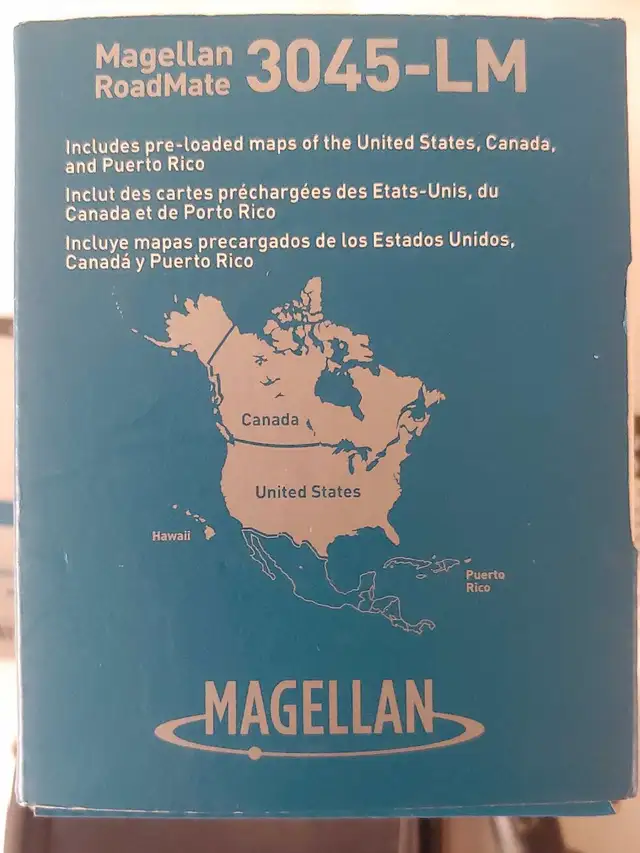 Magellan
RoadMate 3045-LM
Includes pre-loaded maps of the United States, Canada,
and Puerto Rico
Inclut des cartes préchargées des Etats-Unis, du
Canada et de Porto Rico
Incluye mapas precargados de los Estados Unidos,
Canadá y Puerto Rico
Canada
United States
Hawaii
Puerto
Rico
MAGELLAN